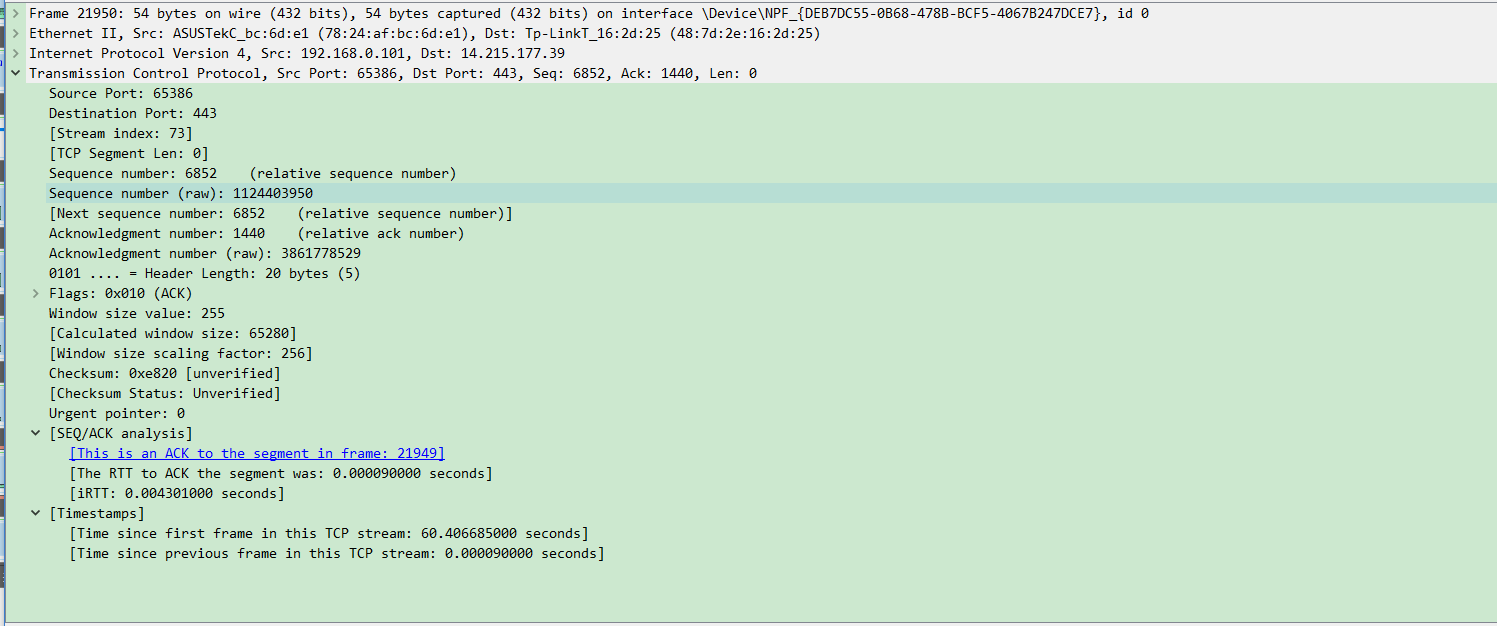 Frame 21950: 54 bytes on wire (432 bits), 54 bytes captured (432 bits) on interface \Device\NPF_{DEB7DC55-0B68-478B-BCF5-4067B247DCE7}, id 0
Ethernet II, Src: ASUSTekC_bc:6d:e1 (78:24:af:bc:6d:e1), Dst: Tp-LinkT_16:2d:25 (48:7d:2e:16:2d:25)
Internet Protocol Version 4, Src: 192.168.0.101, Dst: 14.215.177.39
Transmission Control Protocol, Src Port: 65386, Dst Port: 443, Seq: 6852, Ack: 1440, Len: 0
Source Port: 65386
Destination Port: 443
[Stream index: 73]
[TCP Segment Len: 0]
Sequence number: 6852    (relative sequence number)
Sequence number (raw): 1124403950
[Next sequence number: 6852    (relative sequence number)]
Acknowledgment number: 1440    (relative ack number)
Acknowledgment number (raw): 3861778529
0101 .... = Header Length: 20 bytes (5)
Flags: 0x010 (ACK)
Window size value: 255
[Calculated window size: 65280]
[Window size scaling factor: 256]
Checksum: 0xe820 [unverified]
[Checksum Status: Unverified]
Urgent pointer: 0
[SEQ/ACK analysis]
[This is an ACK to the segment in frame: 21949]
[The RTT to ACK the segment was: 0.000090000 seconds]
[iRTT: 0.004301000 seconds]
[Timestamps]
[Time since first frame in this TCP stream: 60.406685000 seconds]
[Time since previous frame in this TCP stream: 0.000090000 seconds]